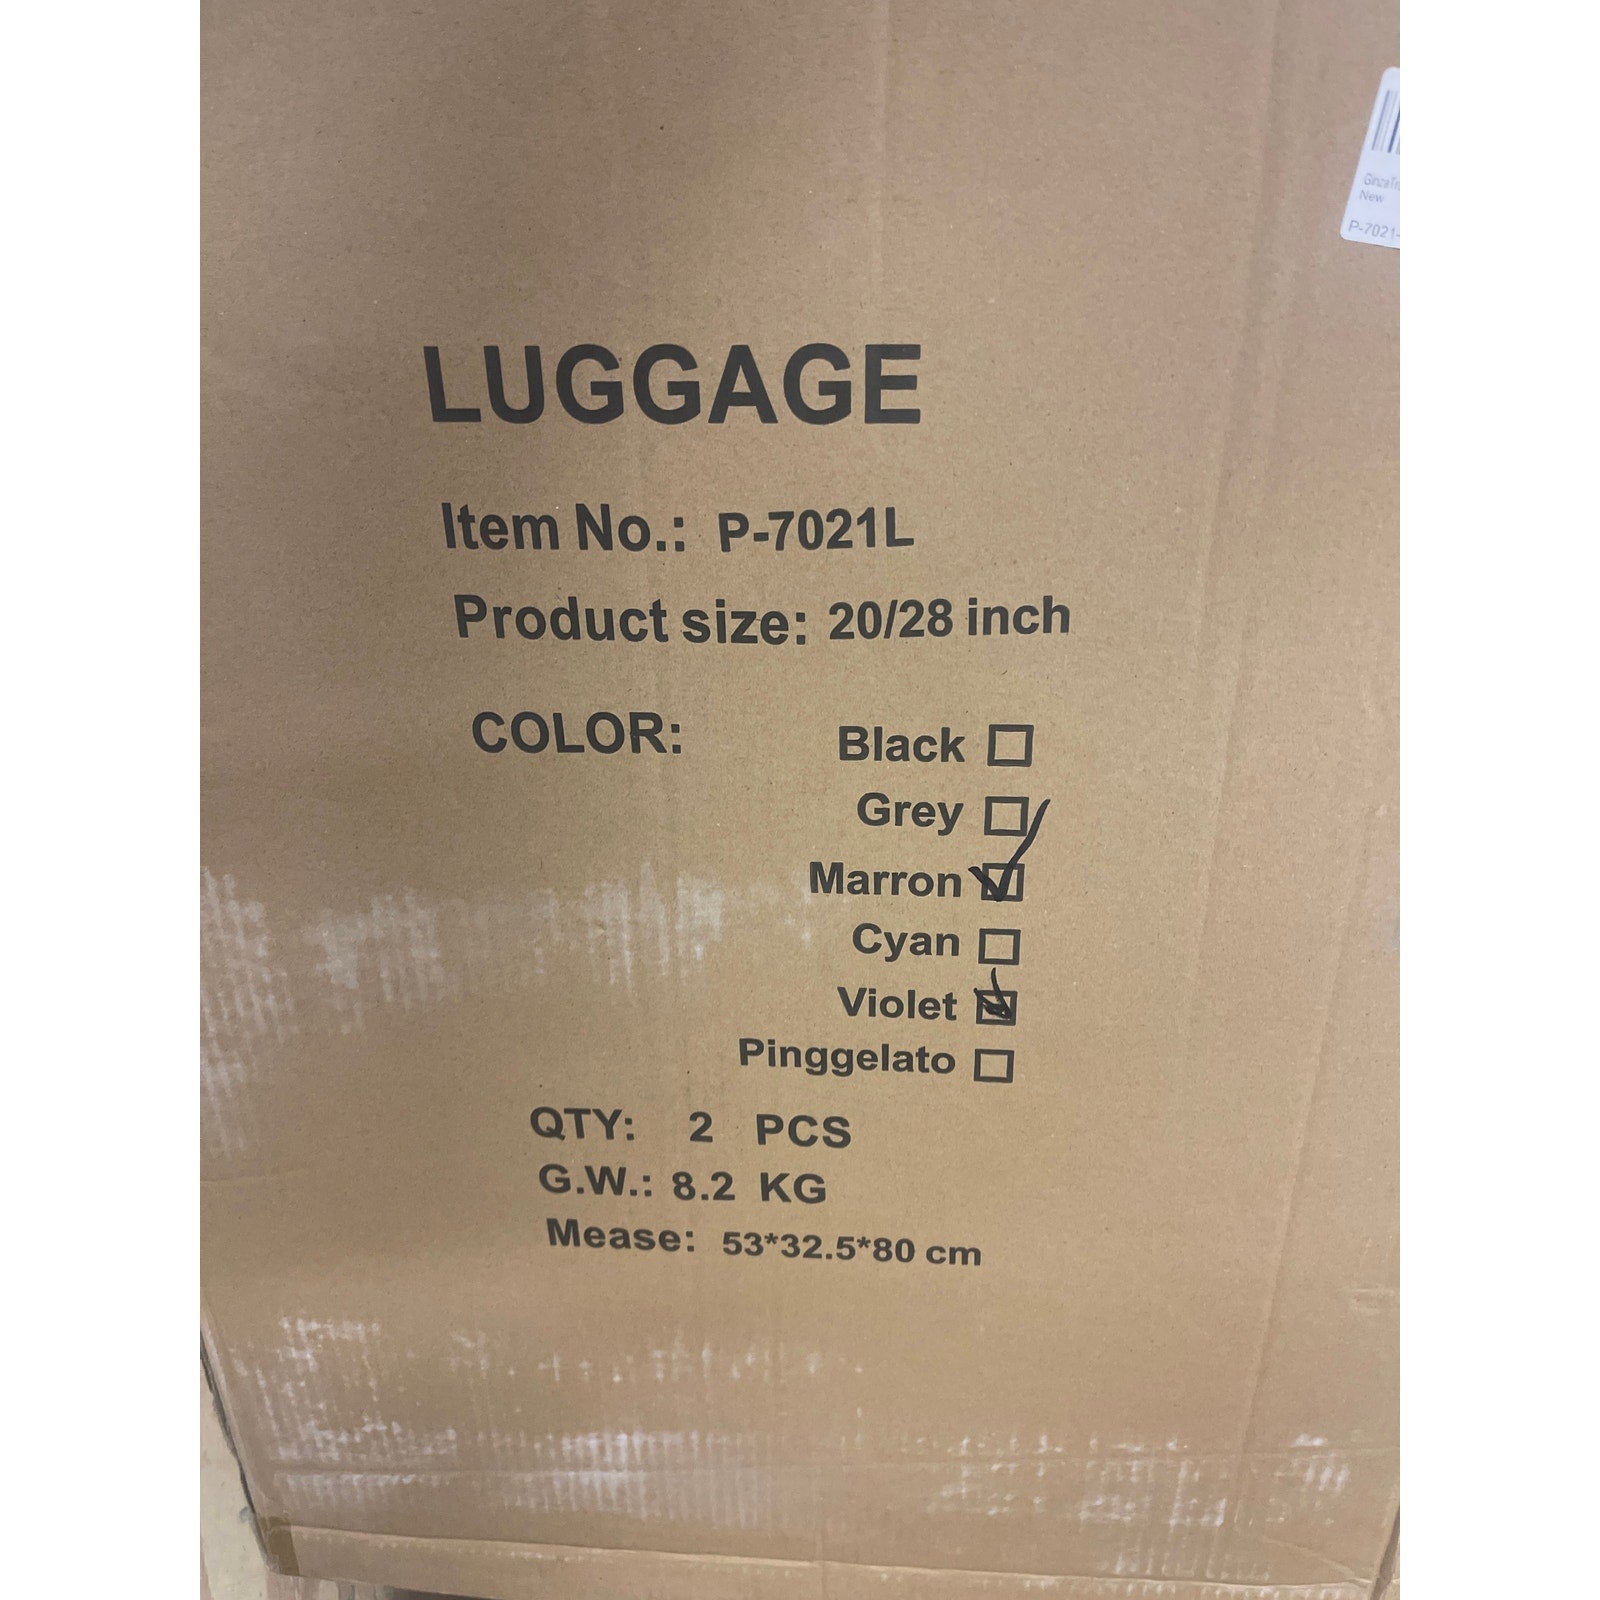 New
P-7021-
LUGGAGE
Item No.: P-7021L
Product size: 20/28 inch
COLOR: Black
Grey
Marron
Cyan
Violet
Pinggelato
QTY: 2 PCS
G.W.: 8.2 KG
Mease: 53*32.5*80 cm